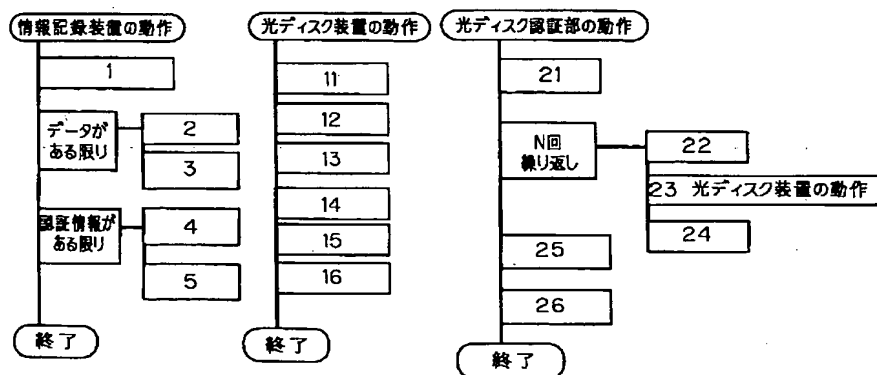 情報記録装置の動作
1
データが
ある限り
2
3
認証情報が
ある限り
4
5
終了
光ディスク装置の動作
11
12
13
14
15
16
終了
光ディスク認証部の動作
21
N回
繰り返し
22
23 光ディスク装置の動作
24
25
26
終了